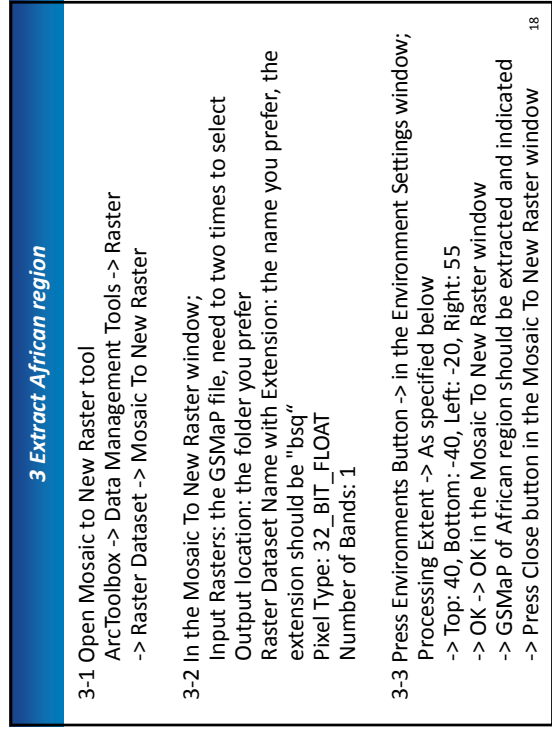 3 Extract African region
3-1 Open Mosaic to New Raster tool
ArcToolbox -> Data Management Tools -> Raster
-> Raster Dataset -> Mosaic To New Raster
3-2 In the Mosaic To New Raster window;
Input Rasters: the GSMaP file, need to two times to select
Output location: the folder you prefer
Raster Dataset Name with Extension: the name you prefer, the
extension should be "bsq“
Pixel Type: 32_BIT_FLOAT
Number of Bands: 1
3-3 Press Environments Button -> in the Environment Settings window;
Processing Extent -> As specified below
-> Top: 40, Bottom: -40, Left: -20, Right: 55
-> OK -> OK in the Mosaic To New Raster window
-> GSMaP of African region should be extracted and indicated
-> Press Close button in the Mosaic To New Raster window
18